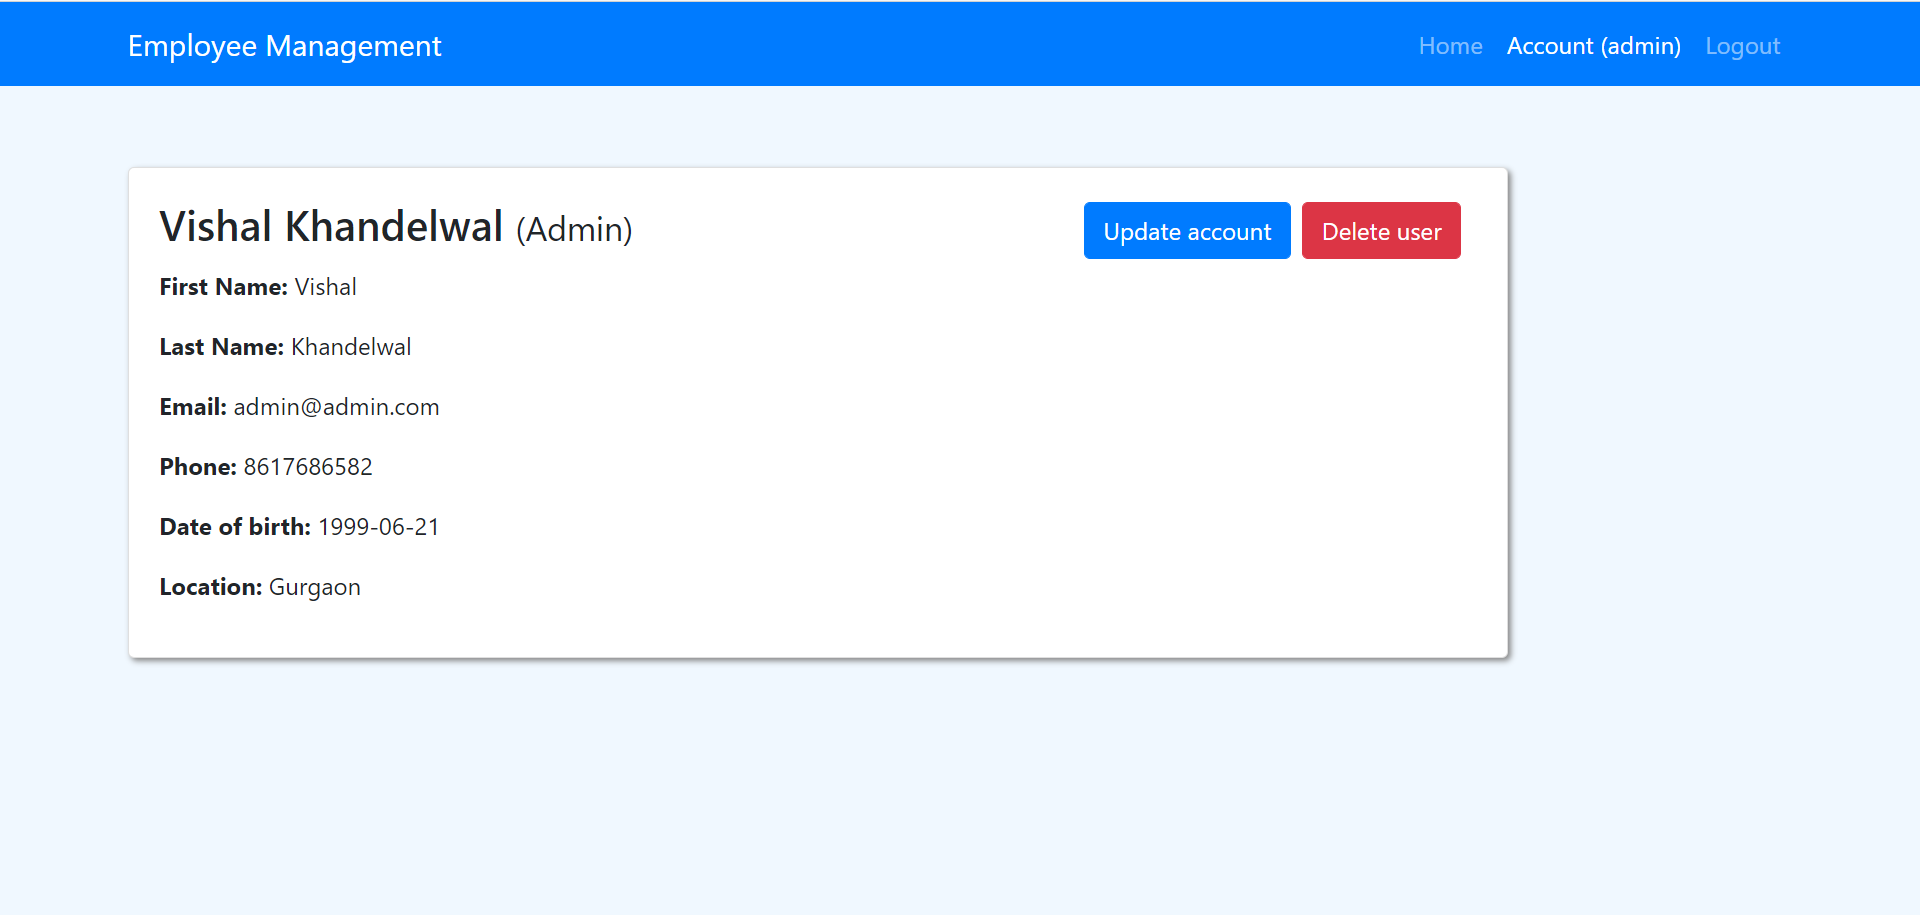 Employee Management Home Account (admin) Logout
Vishal Khandelwal (Admin) Update account Delete user
First Name: Vishal
Last Name: Khandelwal
Email: admin@admin.com
Phone: 8617686582
Date of birth: 1999-06-21
Location: Gurgaon